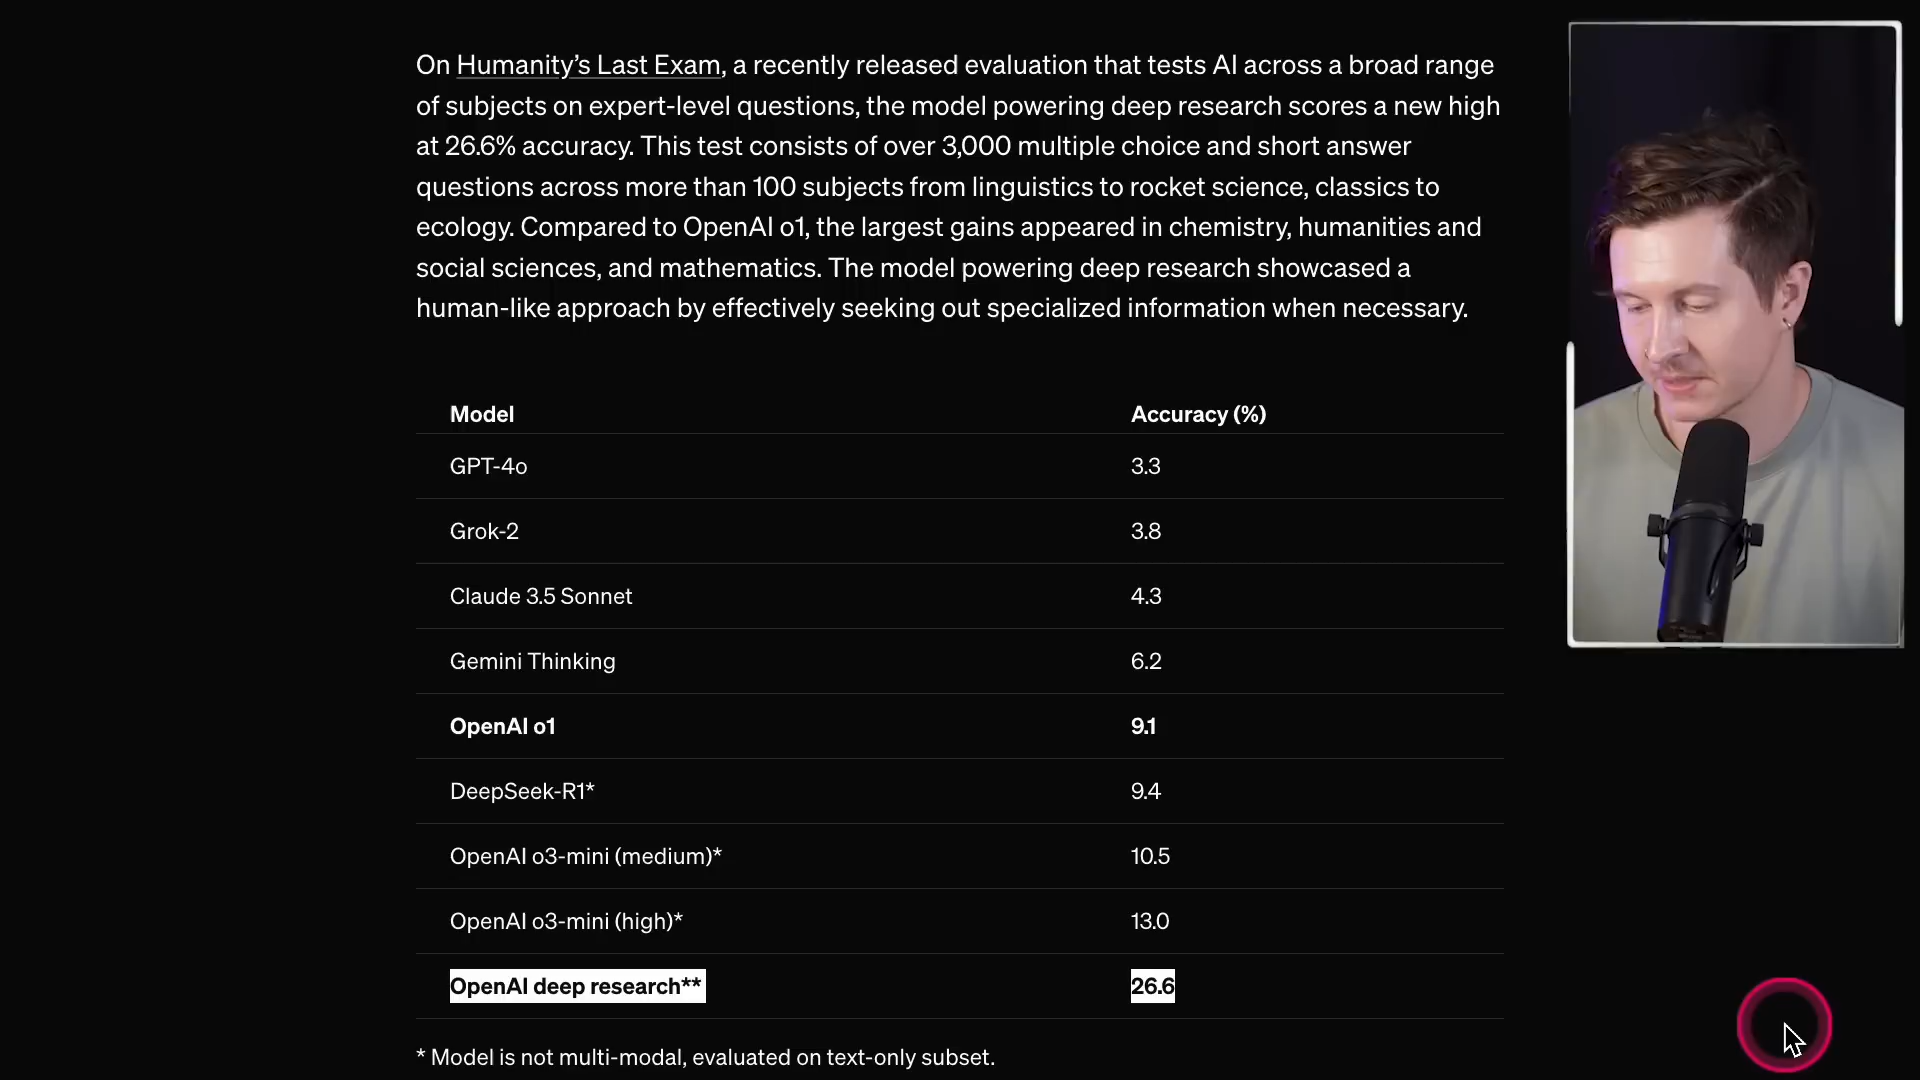 On Humanity’s Last Exam, a recently released evaluation that tests AI across a broad range
of subjects on expert-level questions, the model powering deep research scores a new high
at 26.6% accuracy. This test consists of over 3,000 multiple choice and short answer
questions across more than 100 subjects from linguistics to rocket science, classics to
ecology. Compared to OpenAI o1, the largest gains appeared in chemistry, humanities and
social sciences, and mathematics. The model powering deep research showcased a
human-like approach by effectively seeking out specialized information when necessary.
Model Accuracy (%)
GPT-4o 3.3
Grok-2 3.8
Claude 3.5 Sonnet 4.3
Gemini Thinking 6.2
OpenAI o1 9.1
DeepSeek-R1* 9.4
OpenAI o3-mini (medium)* 10.5
OpenAI o3-mini (high)* 13.0
OpenAI deep research** 26.6
* Model is not multi-modal, evaluated on text-only subset.